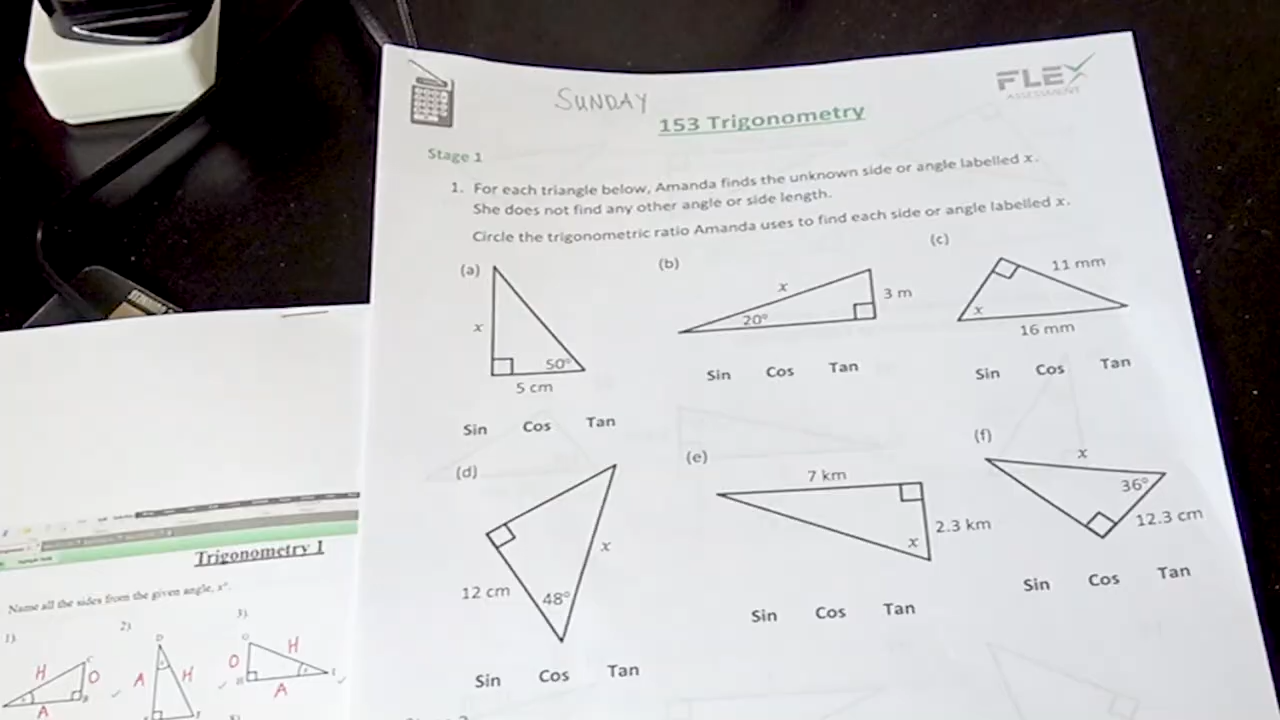 SUNDAY
FLEX
ASSESSMENT
153 Trigonometry
Stage 1
1. For each triangle below, Amanda finds the unknown side or angle labelled x.
She does not find any other angle or side length.
Circle the trigonometric ratio Amanda uses to find each side or angle labelled x.
(a)
x
50°
5 cm
Sin Cos Tan
(b)
x
3 m
20°
Sin Cos Tan
(c)
11 mm
x
16 mm
Sin Cos Tan
(d)
x
12 cm
48°
Sin Cos Tan
(e)
7 km
2.3 km
x
Sin Cos Tan
(f)
x
36°
12.3 cm
Sin Cos Tan
Trigonometry 1
Name all the sides from the given angle, x°.
1)
H
C
O
B
A
2)
D
A
H
3)
H
O
A